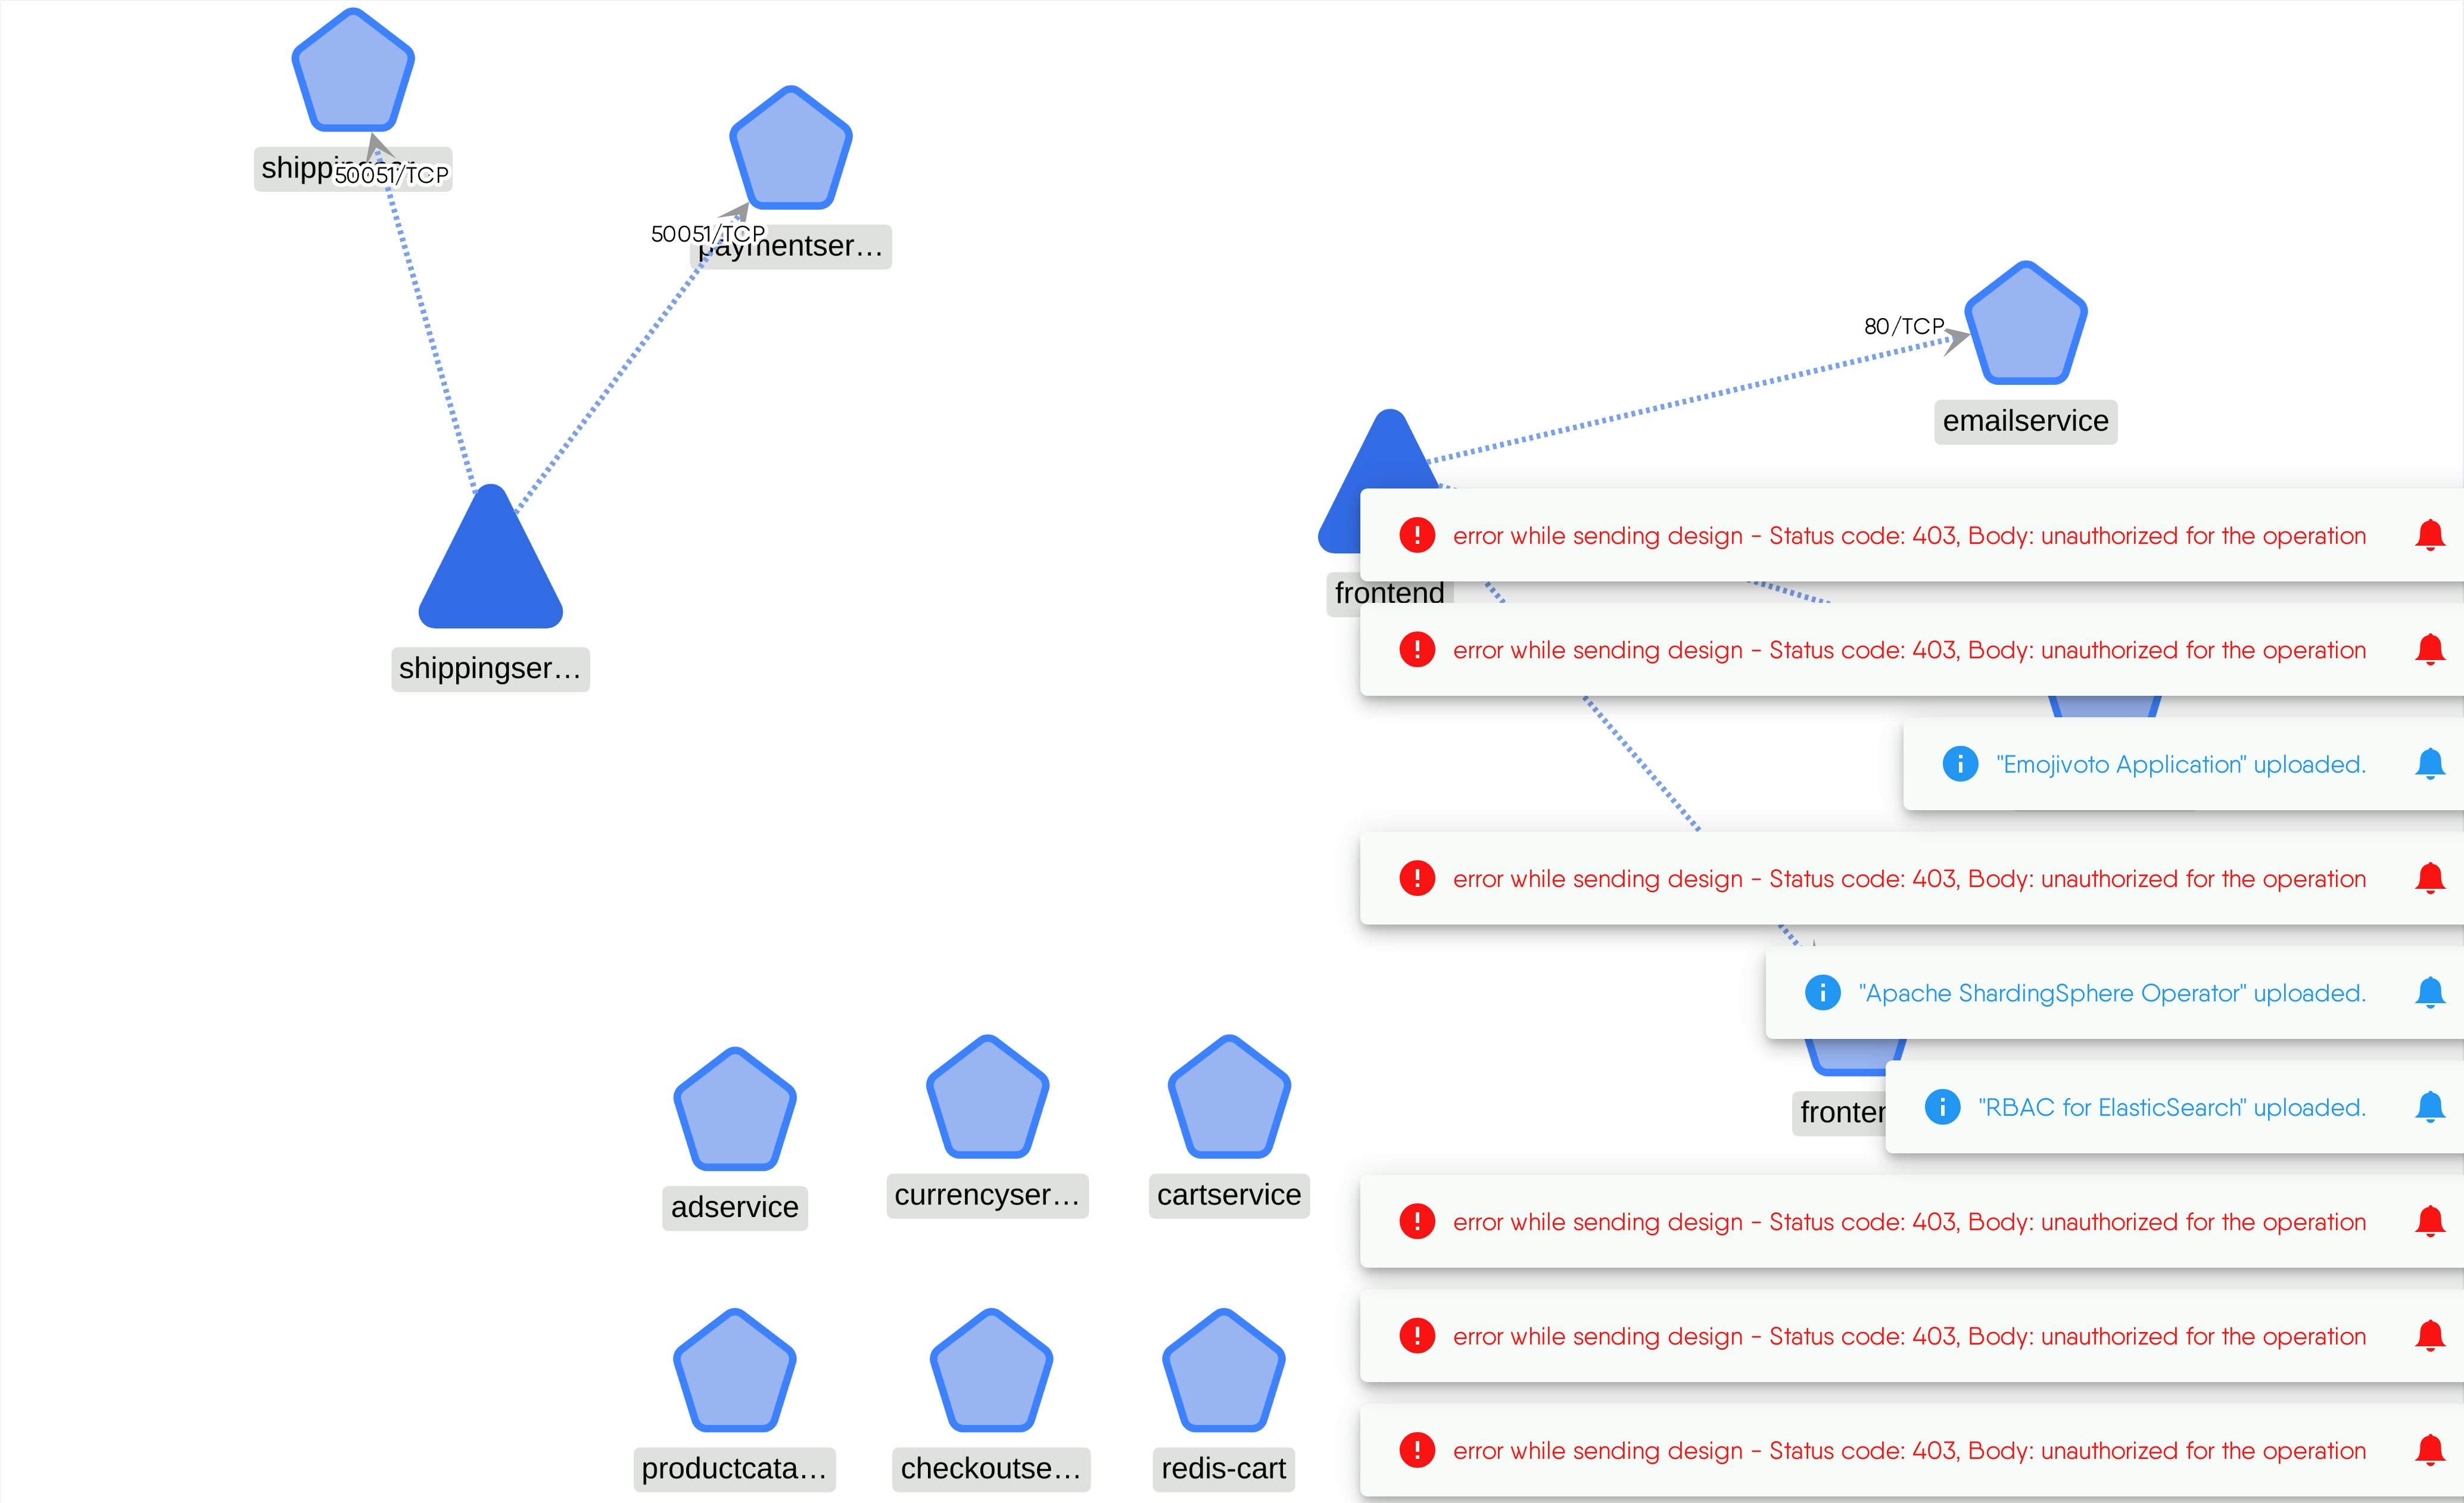 50051/TCP
50051/TCP
paymentser…
80/TCP
emailservice
error while sending design - Status code: 403, Body: unauthorized for the operation
frontend
error while sending design - Status code: 403, Body: unauthorized for the operation
shippingser…
"Emojivoto Application" uploaded.
error while sending design - Status code: 403, Body: unauthorized for the operation
"Apache ShardingSphere Operator" uploaded.
"RBAC for ElasticSearch" uploaded.
adservice
currencyser…
cartservice
error while sending design - Status code: 403, Body: unauthorized for the operation
error while sending design - Status code: 403, Body: unauthorized for the operation
productcata…
checkoutse…
redis-cart
error while sending design - Status code: 403, Body: unauthorized for the operation